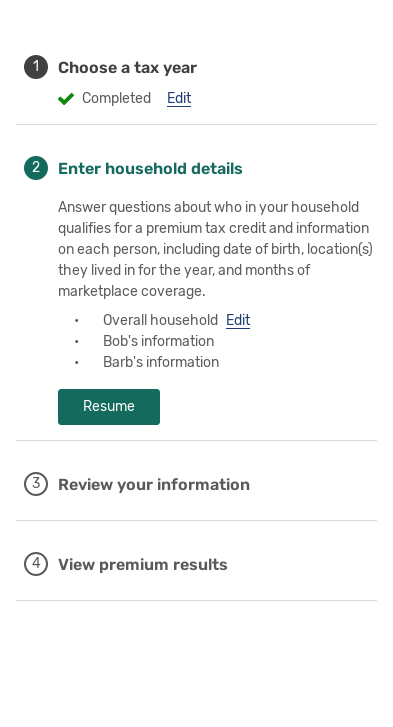 1 Choose a tax year
Completed Edit
2 Enter household details
Answer questions about who in your household
qualifies for a premium tax credit and information
on each person, including date of birth, location(s)
they lived in for the year, and months of
marketplace coverage.
• Overall household Edit
• Bob's information
• Barb's information
Resume
3 Review your information
4 View premium results